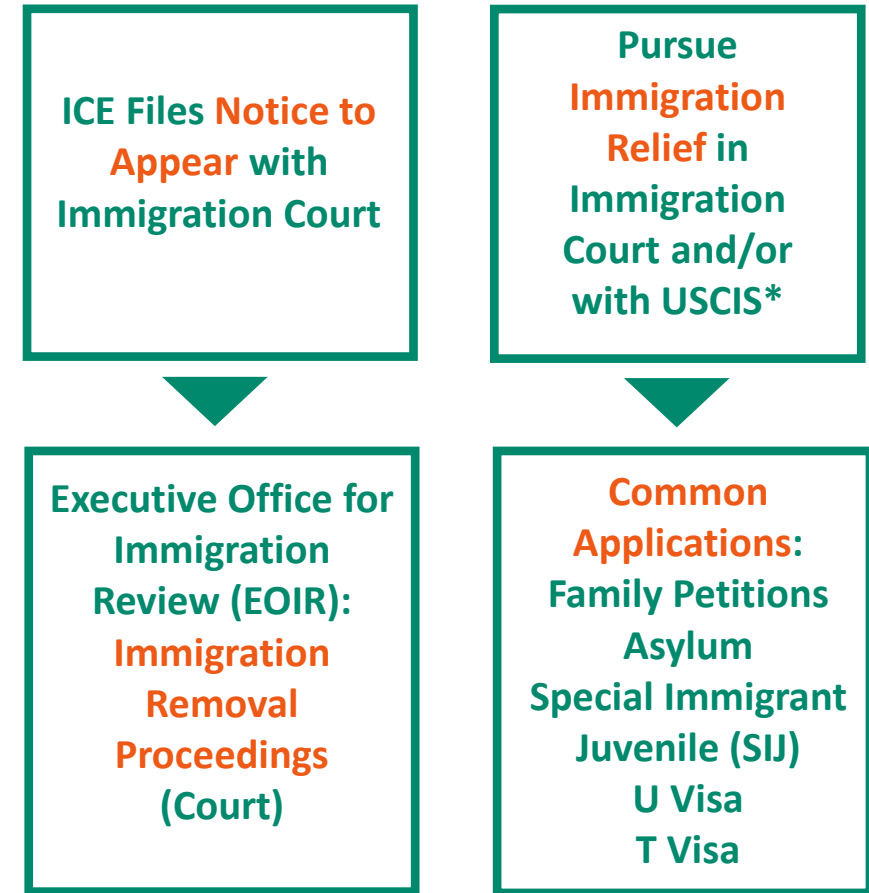 ICE Files Notice to
Appear with
Immigration Court
Executive Office for
Immigration
Review (EOIR):
Immigration
Removal
Proceedings
(Court)
Pursue
Immigration
Relief in
Immigration
Court and/or
with USCIS*
Common
Applications:
Family Petitions
Asylum
Special Immigrant
Juvenile (SIJ)
U Visa
T Visa